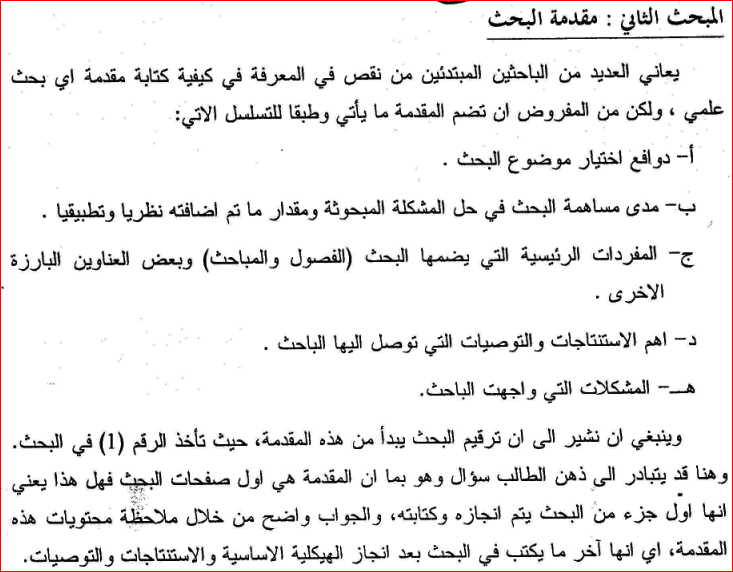 المبحث الثاني : مقدمة البحث
يعاني العديد من الباحثين المبتدئين من نقص في المعرفة في كيفية كتابة مقدمة اي بحث
علمي ، ولكن من المفروض ان تضم المقدمة ما يأتي وطبقا للتسلسل الاتي:
أ- دوافع اختيار موضوع البحث .
ب- مدى مساهمة البحث في حل المشكلة المبحوثة ومقدار ما تم اضافته نظريا وتطبيقيا .
ج- المفردات الرئيسية التي يضمها البحث (الفصول والمباحث) وبعض العناوين البارزة
الاخرى .
د- اهم الاستنتاجات والتوصيات التي توصل اليها الباحث .
هـ- المشكلات التي واجهت الباحث.
وينبغي ان نشير الى ان ترقيم البحث يبدأ من هذه المقدمة، حيث تأخذ الرقم (1) في البحث.
وهنا قد يتبادر الى ذهن الطالب سؤال وهو بما ان المقدمة هي اول صفحات البحث فهل هذا يعني
انها اول جزء من البحث يتم انجازه وكتابته، والجواب واضح من خلال ملاحظة محتويات هذه
المقدمة، اي انها آخر ما يكتب في البحث بعد انجاز الهيكلية الاساسية والاستنتاجات والتوصيات.